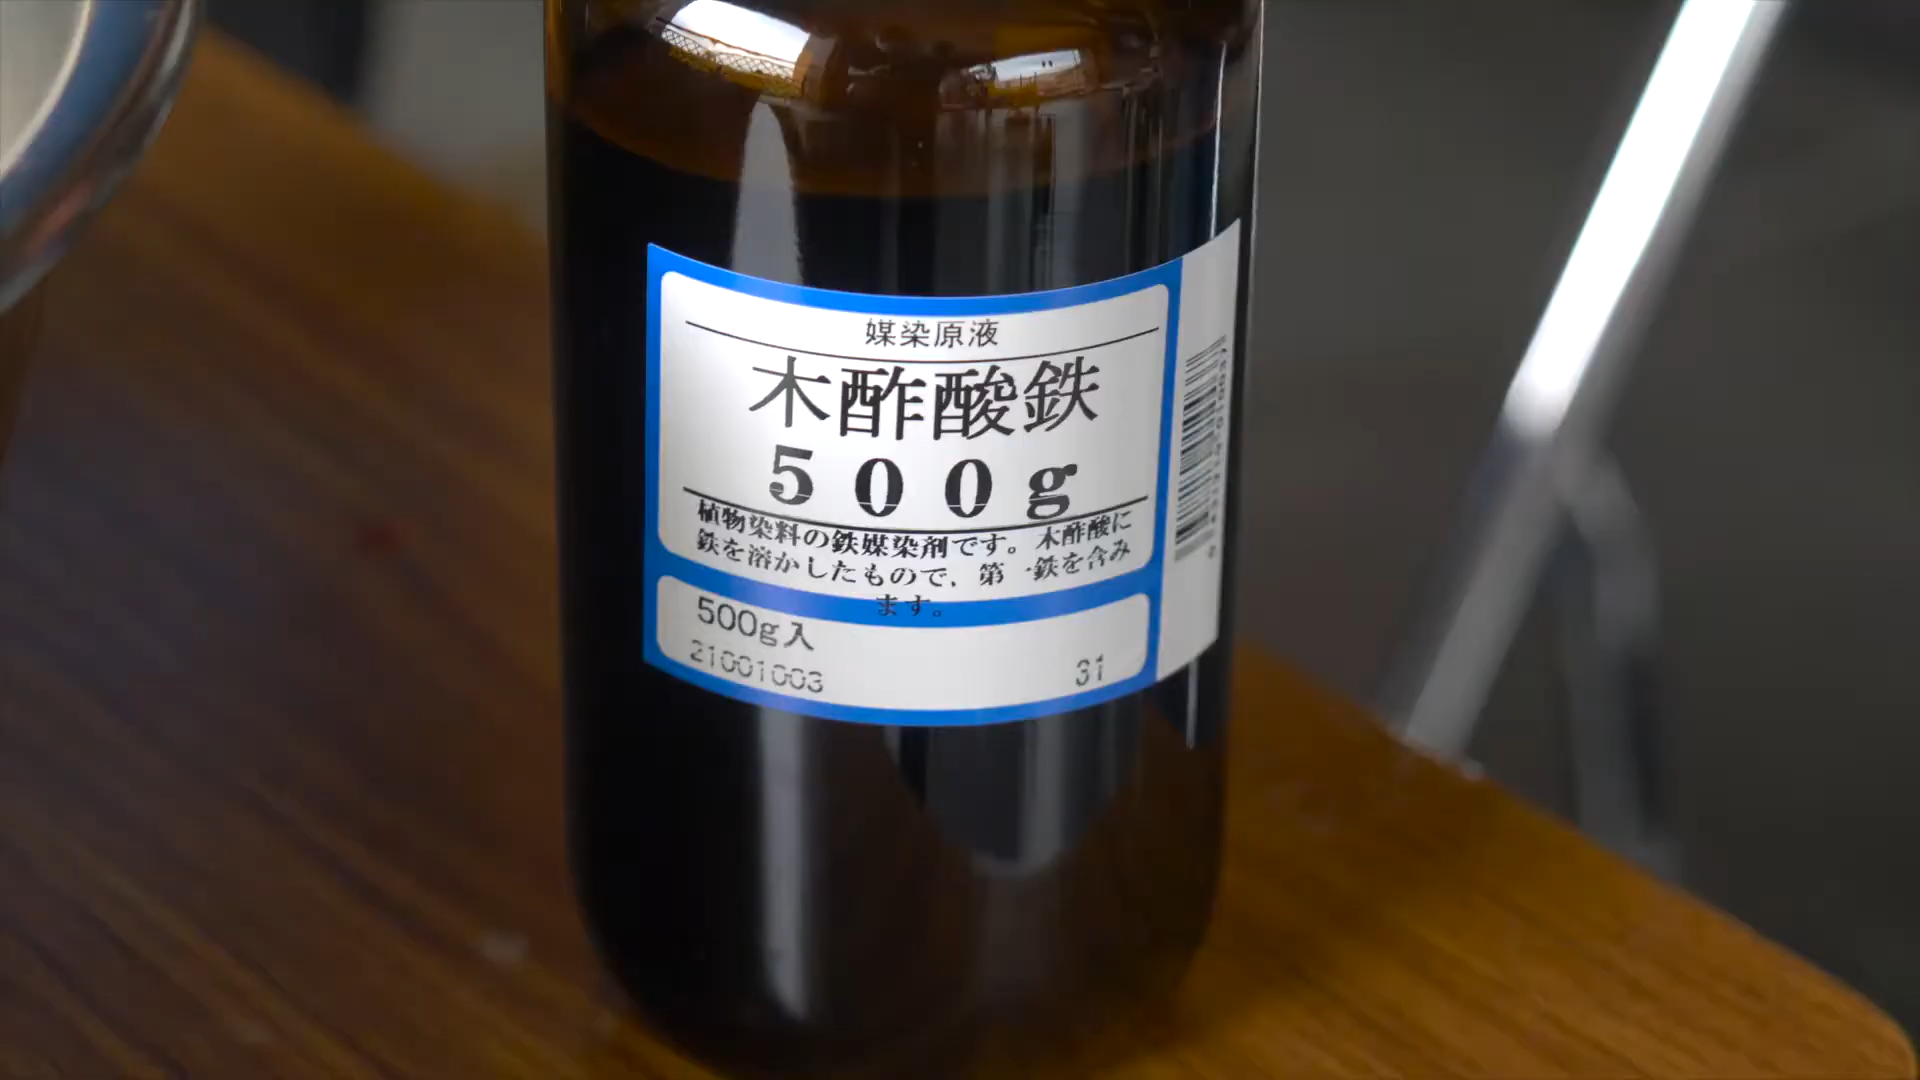 媒染原液
木酢酸鉄
500g
植物染料の鉄媒染剤です。木酢酸に
鉄を溶かしたもので、第一鉄を含み
ます。
500g入
21001003
31